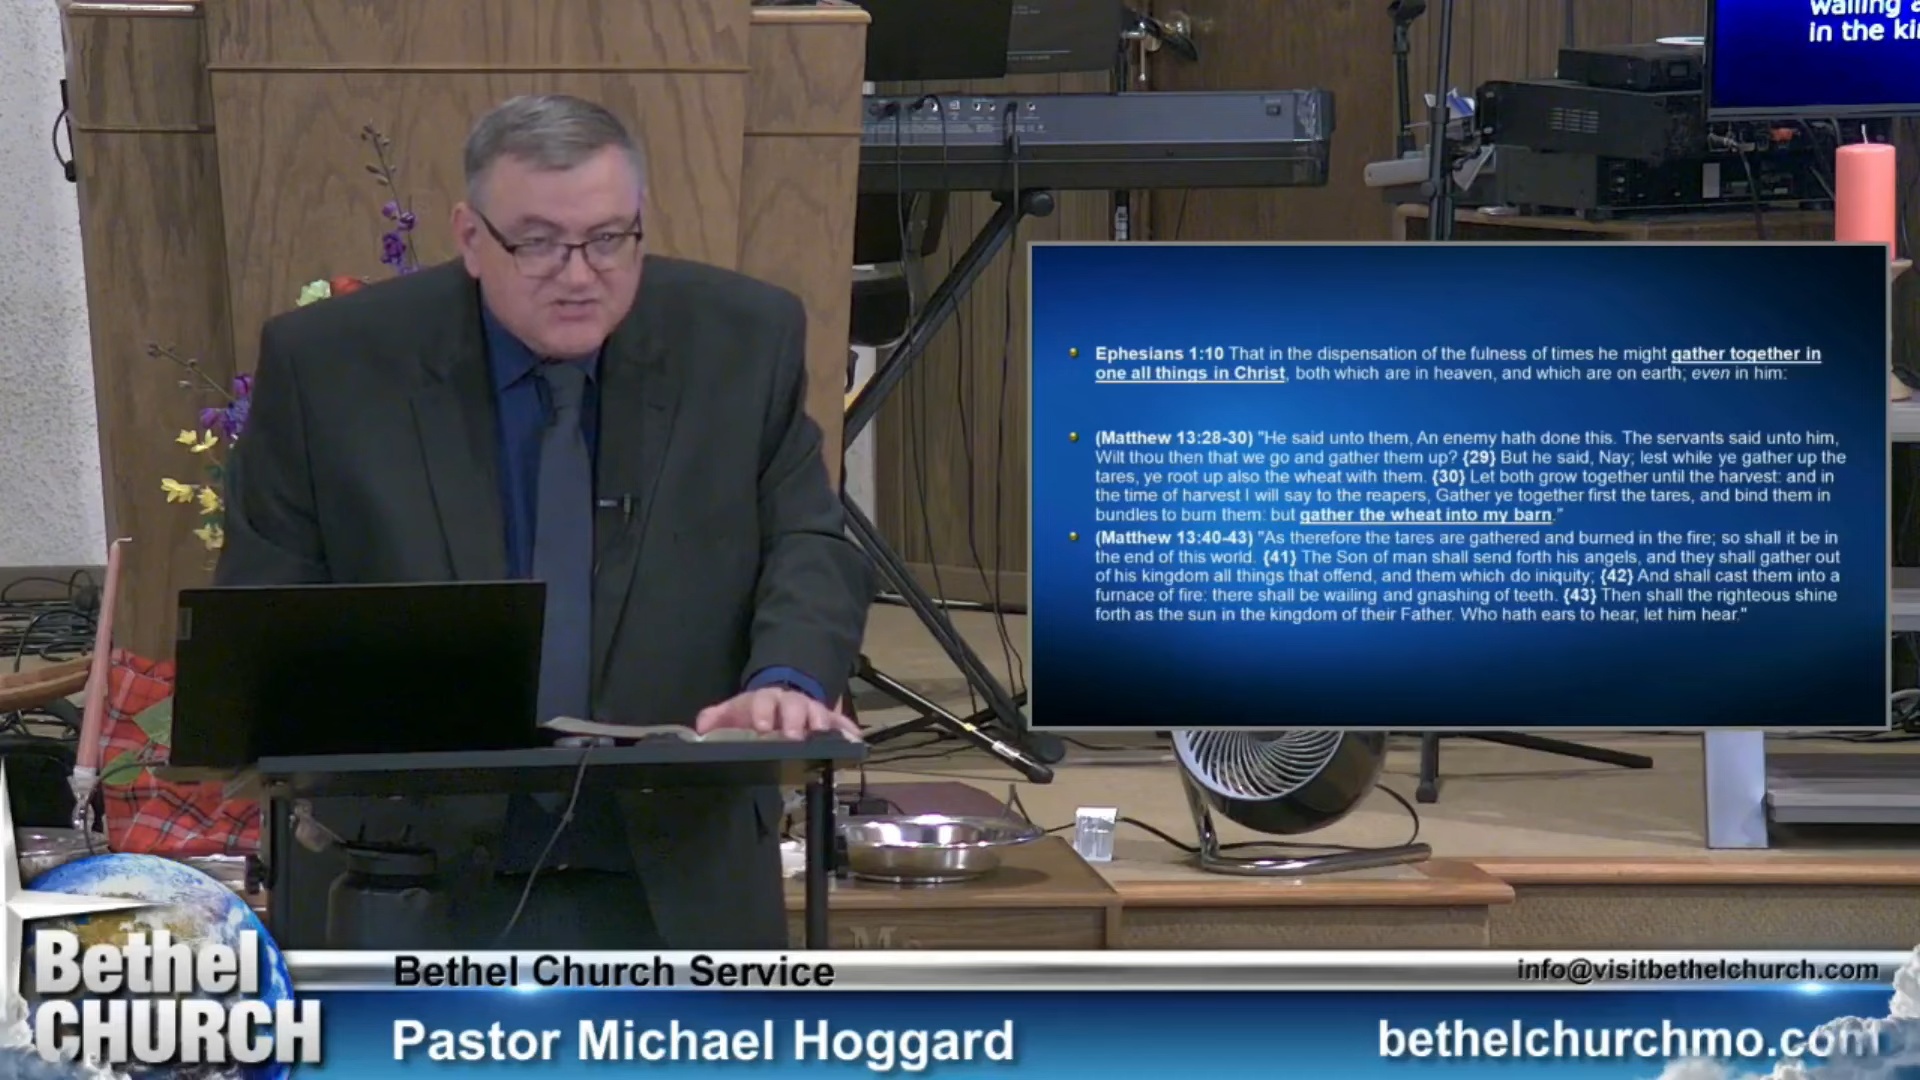 wailing
in the
Ephesians 1:10 That in the dispensation of the fulness of times he might gather together in
one all things in Christ, both which are in heaven, and which are on earth; even in him:
(Matthew 13:28-30) "He said unto them, An enemy hath done this. The servants said unto him,
Wilt thou then that we go and gather them up? {29} But he said, Nay; lest while ye gather up the
tares, ye root up also the wheat with them. {30} Let both grow together until the harvest: and in
the time of harvest I will say to the reapers, Gather ye together first the tares, and bind them in
bundles to burn them: but gather the wheat into my barn."
(Matthew 13:40-43) "As therefore the tares are gathered and burned in the fire; so shall it be in
the end of this world. {41} The Son of man shall send forth his angels, and they shall gather out
of his kingdom all things that offend, and them which do iniquity; {42} And shall cast them into a
furnace of fire: there shall be wailing and gnashing of teeth. {43} Then shall the righteous shine
forth as the sun in the kingdom of their Father. Who hath ears to hear, let him hear."
Bethel
CHURCH
Bethel Church Service
info@visitbethelchurch.com
Pastor Michael Hoggard
bethelchurchmo.com